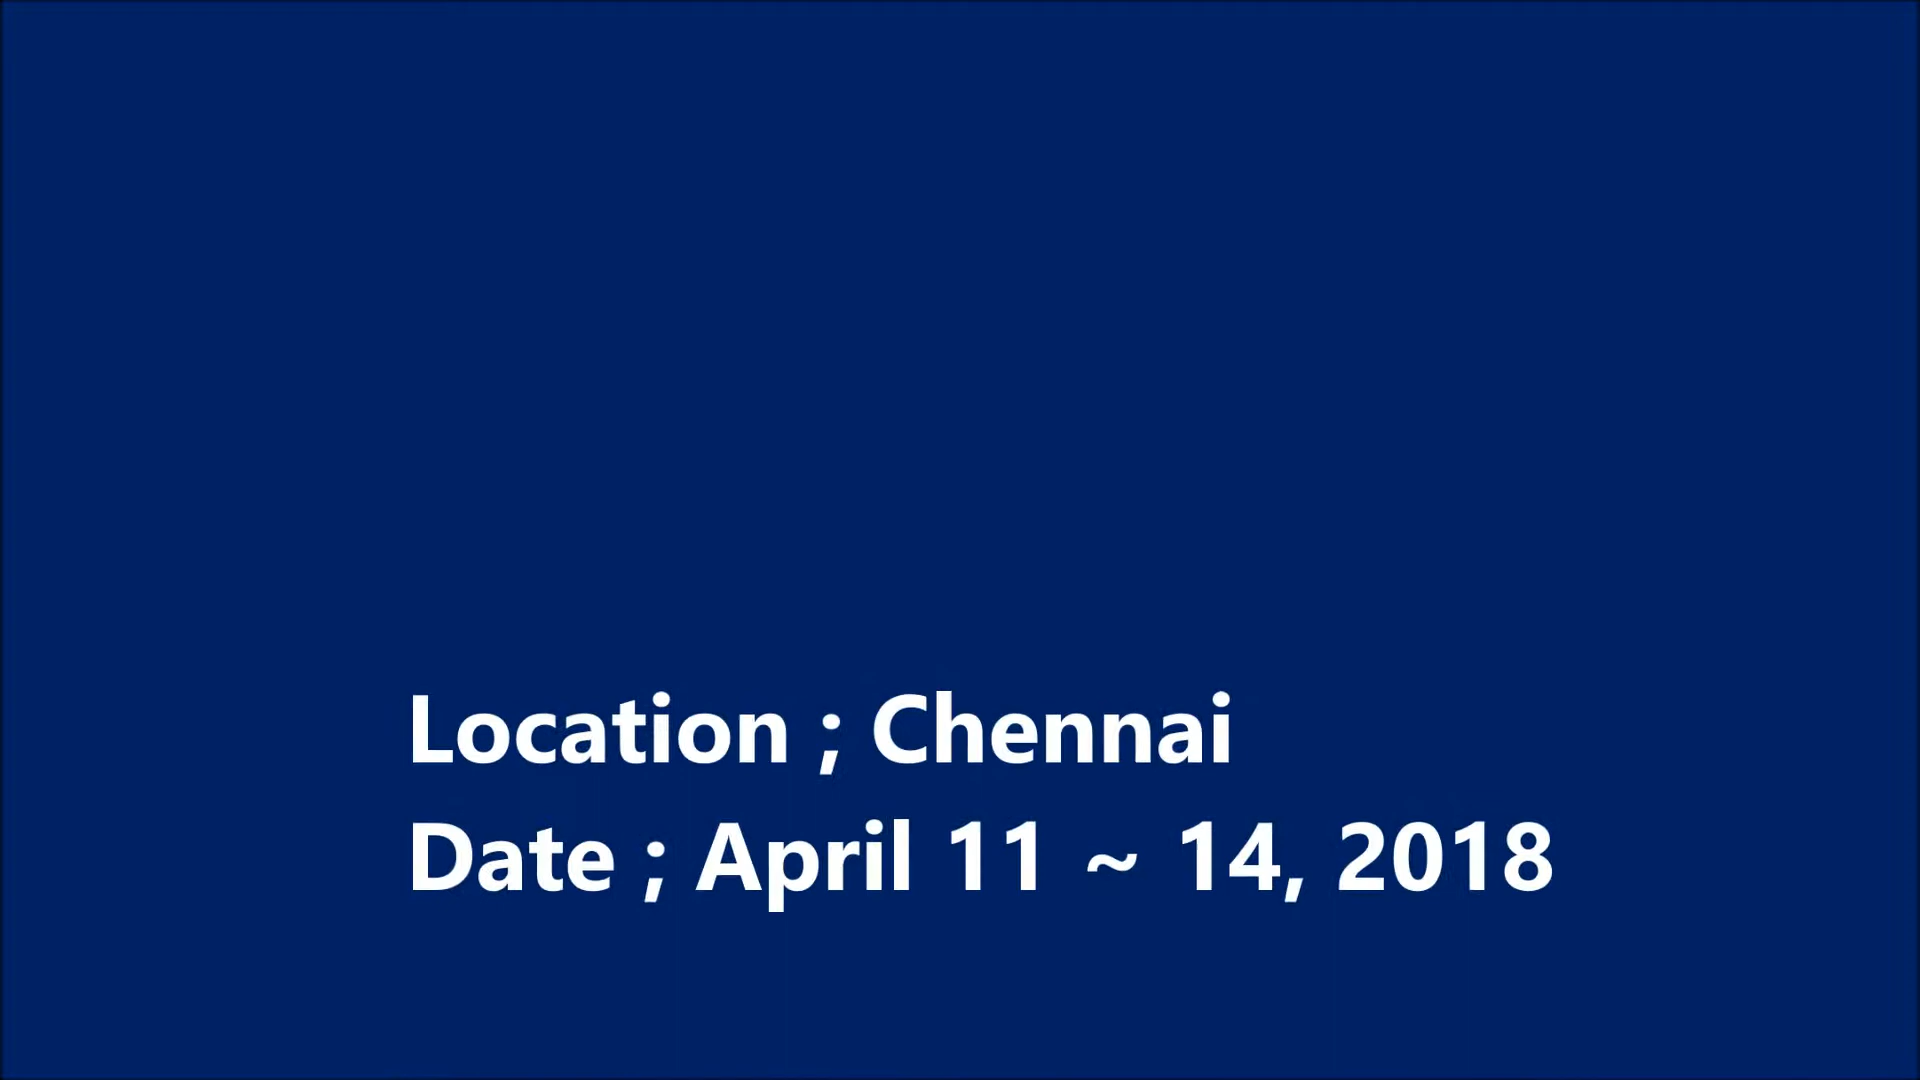 Location ; Chennai
Date ; April 11 ~ 14, 2018